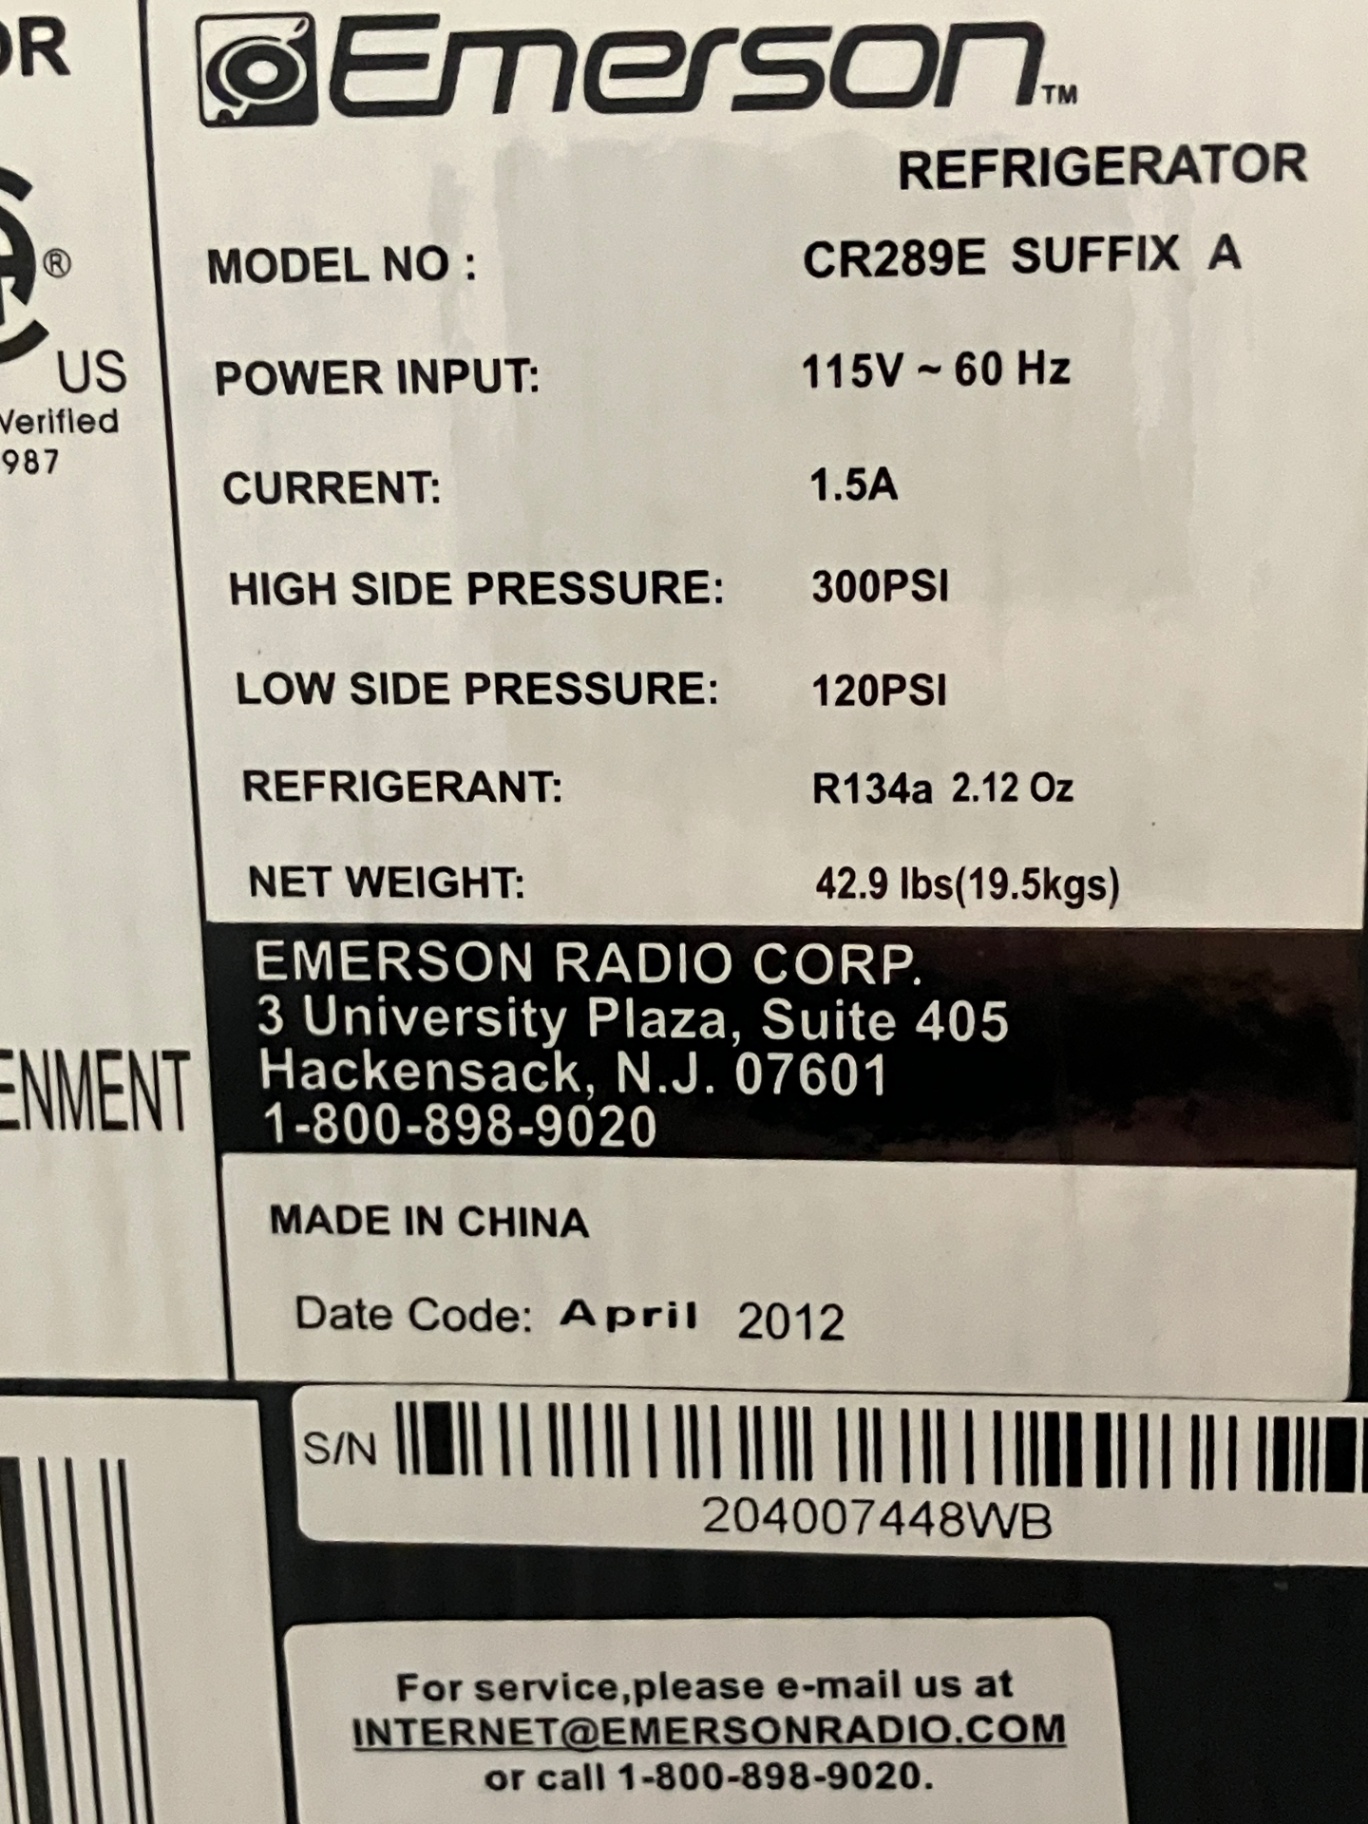 OR
Emerson™
REFRIGERATOR
MODEL NO : CR289E SUFFIX A
®
US
Verified
987
POWER INPUT: 115V ~ 60 Hz
CURRENT: 1.5A
HIGH SIDE PRESSURE: 300PSI
LOW SIDE PRESSURE: 120PSI
REFRIGERANT: R134a 2.12 Oz
NET WEIGHT: 42.9 lbs(19.5kgs)
EMERSON RADIO CORP.
3 University Plaza, Suite 405
Hackensack, N.J. 07601
1-800-898-9020
ENMENT
MADE IN CHINA
Date Code: April 2012
S/N
204007448WB
For service,please e-mail us at
INTERNET@EMERSONRADIO.COM
or call 1-800-898-9020.